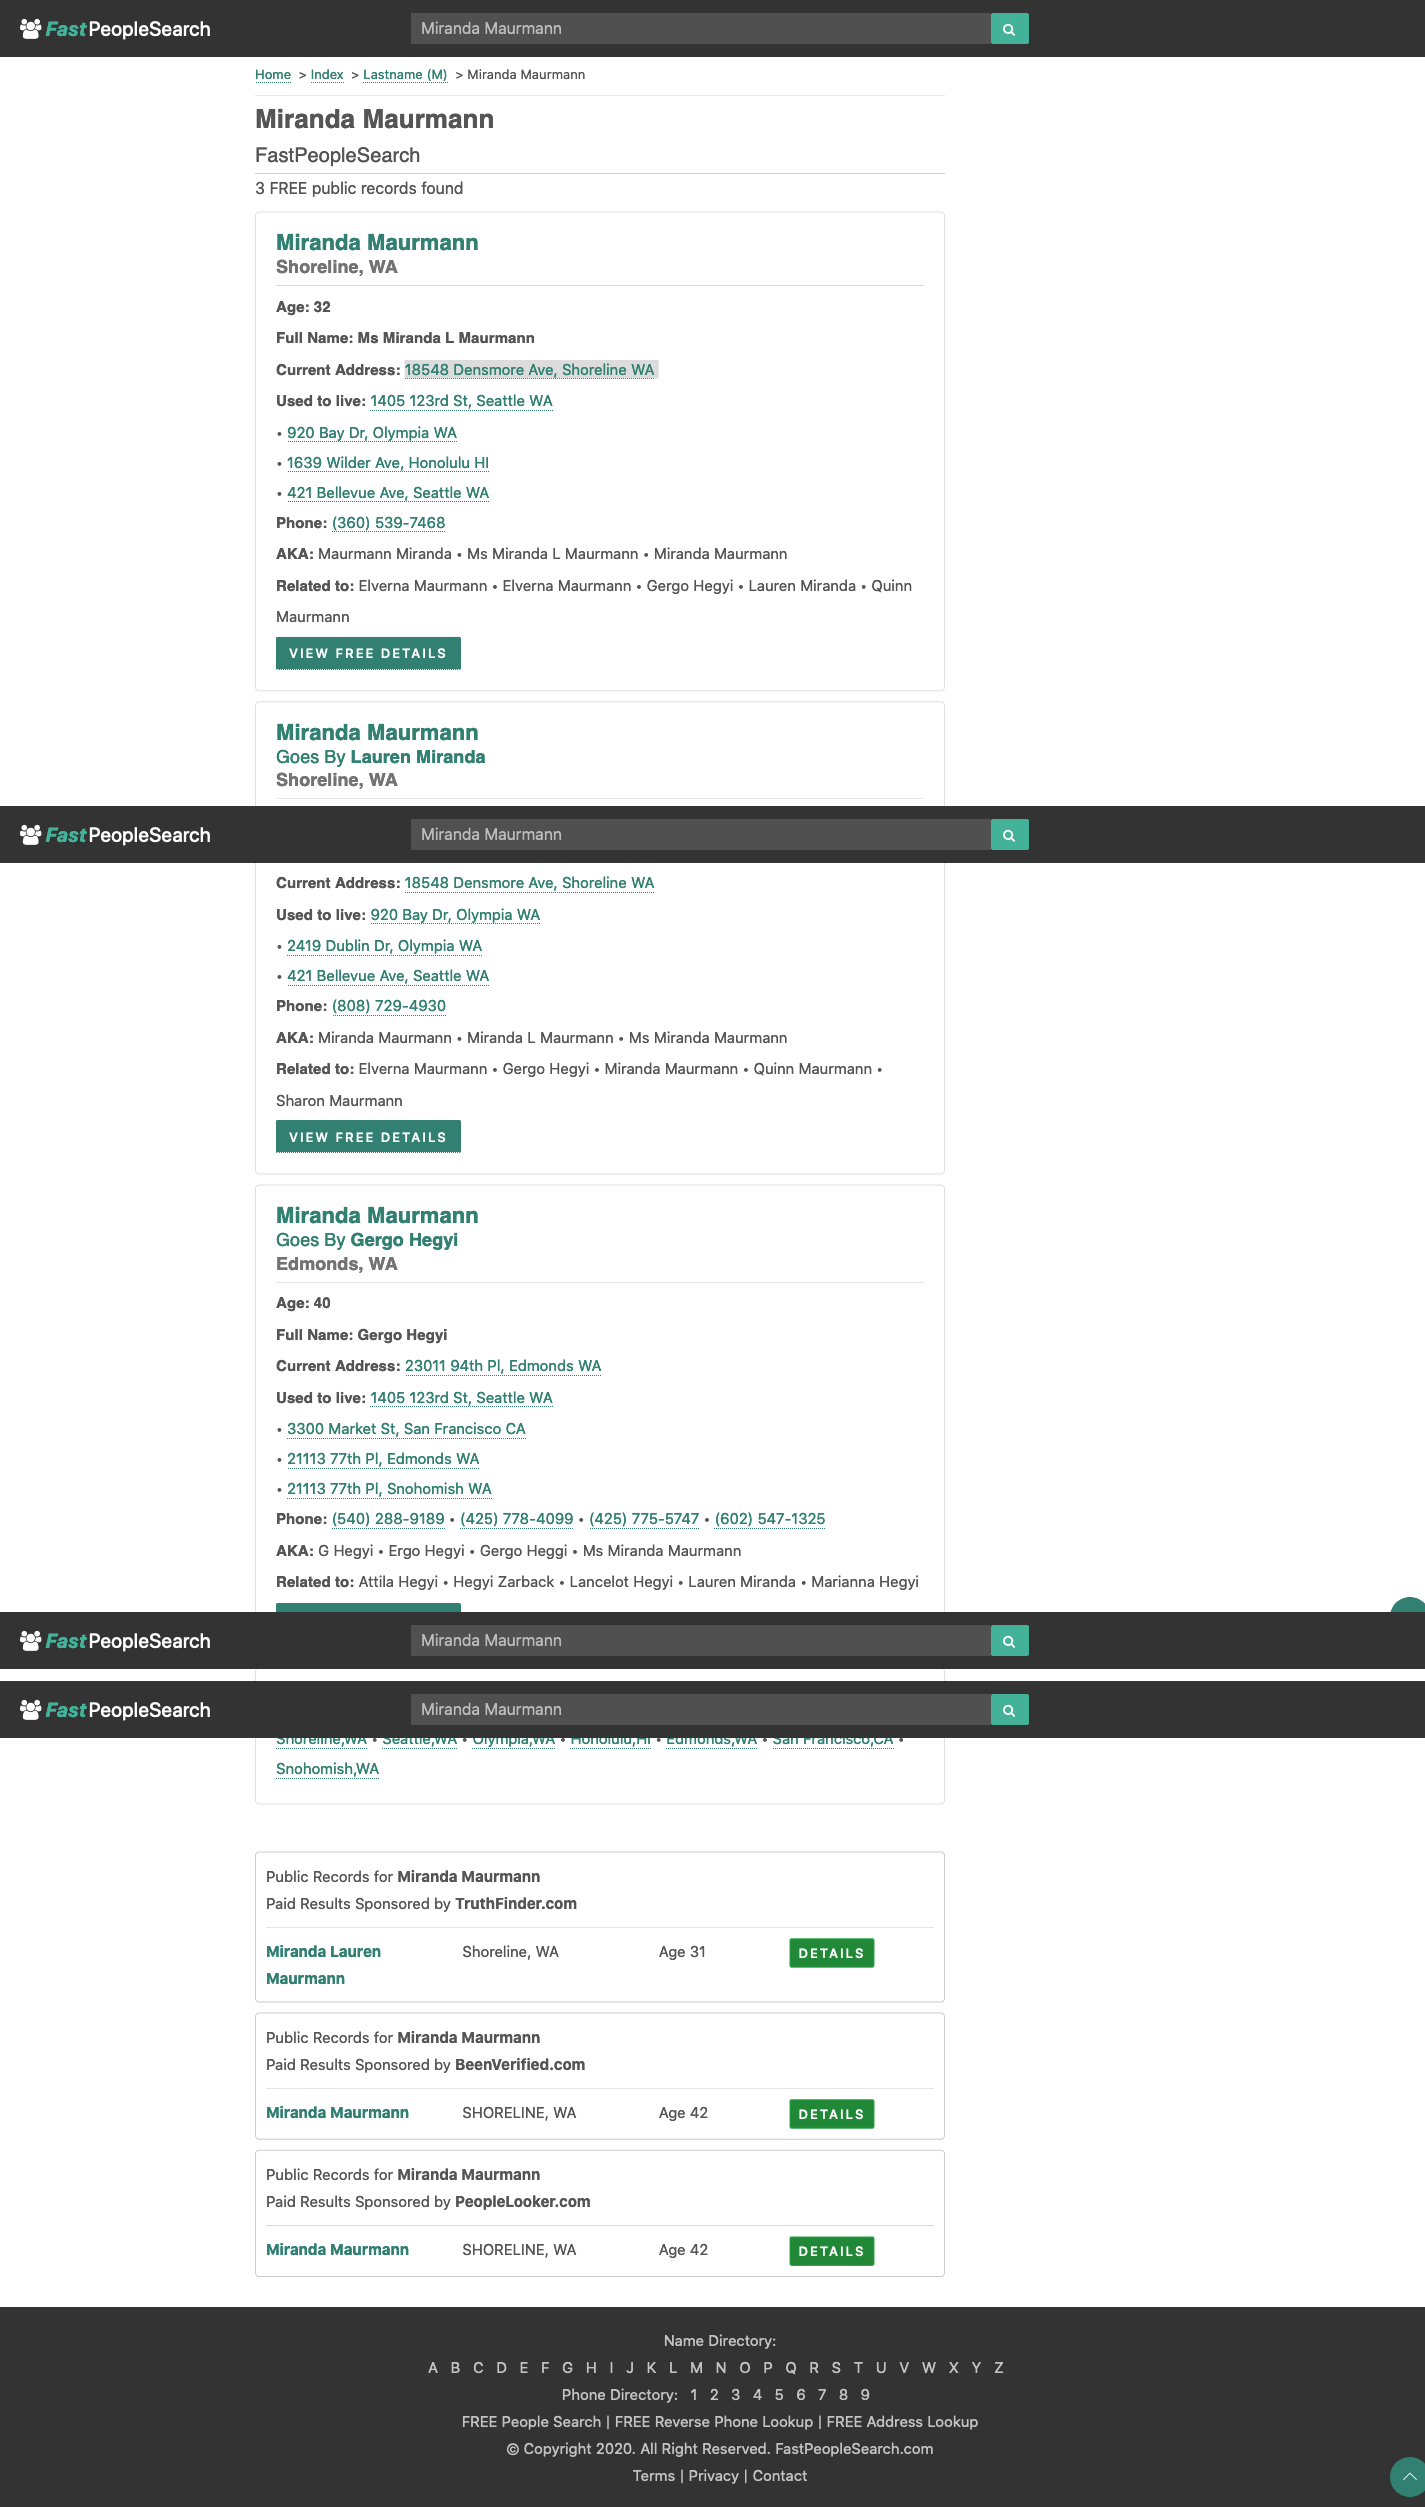 FastPeopleSearch
Miranda Maurmann
Home > Index > Lastname (M) > Miranda Maurmann
Miranda Maurmann
FastPeopleSearch
3 FREE public records found
Miranda Maurmann
Shoreline, WA
Age: 32
Full Name: Ms Miranda L Maurmann
Current Address: 18548 Densmore Ave, Shoreline WA
Used to live: 1405 123rd St, Seattle WA
• 920 Bay Dr, Olympia WA
• 1639 Wilder Ave, Honolulu HI
• 421 Bellevue Ave, Seattle WA
Phone: (360) 539-7468
AKA: Maurmann Miranda • Ms Miranda L Maurmann • Miranda Maurmann
Related to: Elverna Maurmann • Elverna Maurmann • Gergo Hegyi • Lauren Miranda • Quinn
Maurmann
VIEW FREE DETAILS
Miranda Maurmann
Goes By Lauren Miranda
Shoreline, WA
FastPeopleSearch
Miranda Maurmann
Current Address: 18548 Densmore Ave, Shoreline WA
Used to live: 920 Bay Dr, Olympia WA
• 2419 Dublin Dr, Olympia WA
• 421 Bellevue Ave, Seattle WA
Phone: (808) 729-4930
AKA: Miranda Maurmann • Miranda L Maurmann • Ms Miranda Maurmann
Related to: Elverna Maurmann • Gergo Hegyi • Miranda Maurmann • Quinn Maurmann •
Sharon Maurmann
VIEW FREE DETAILS
Miranda Maurmann
Goes By Gergo Hegyi
Edmonds, WA
Age: 40
Full Name: Gergo Hegyi
Current Address: 23011 94th Pl, Edmonds WA
Used to live: 1405 123rd St, Seattle WA
• 3300 Market St, San Francisco CA
• 21113 77th Pl, Edmonds WA
• 21113 77th Pl, Snohomish WA
Phone: (540) 288-9189 • (425) 778-4099 • (425) 775-5747 • (602) 547-1325
AKA: G Hegyi • Ergo Hegyi • Gergo Heggi • Ms Miranda Maurmann
Related to: Attila Hegyi • Hegyi Zarback • Lancelot Hegyi • Lauren Miranda • Marianna Hegyi
FastPeopleSearch
Miranda Maurmann
FastPeopleSearch
Miranda Maurmann
Shoreline,WA • Seattle,WA • Olympia,WA • Honolulu,HI • Edmonds,WA • San Francisco,CA •
Snohomish,WA
Public Records for Miranda Maurmann
Paid Results Sponsored by TruthFinder.com
Miranda Lauren Shoreline, WA Age 31 DETAILS
Maurmann
Public Records for Miranda Maurmann
Paid Results Sponsored by BeenVerified.com
Miranda Maurmann SHORELINE, WA Age 42 DETAILS
Public Records for Miranda Maurmann
Paid Results Sponsored by PeopleLooker.com
Miranda Maurmann SHORELINE, WA Age 42 DETAILS
Name Directory:
A B C D E F G H I J K L M N O P Q R S T U V W X Y Z
Phone Directory: 1 2 3 4 5 6 7 8 9
FREE People Search | FREE Reverse Phone Lookup | FREE Address Lookup
© Copyright 2020. All Right Reserved. FastPeopleSearch.com
Terms | Privacy | Contact